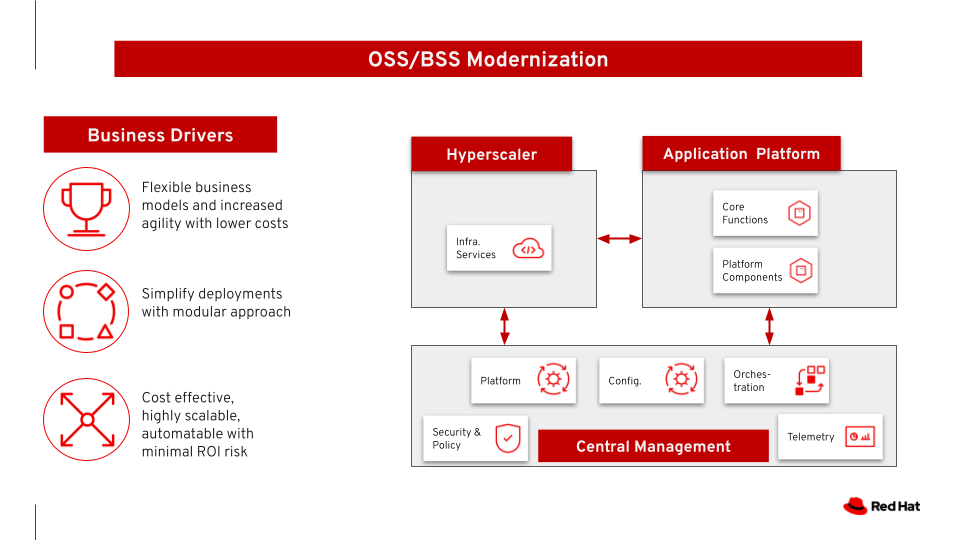 OSS/BSS Modernization
Business Drivers
Flexible business
models and increased
agility with lower costs
Simplify deployments
with modular approach
Cost effective,
highly scalable,
automatable with
minimal ROI risk
Hyperscaler
Infra.
Services
Application Platform
Core
Functions
Platform
Components
Platform
Config.
Orches-
tration
Security &
Policy
Central Management
Telemetry
Red Hat